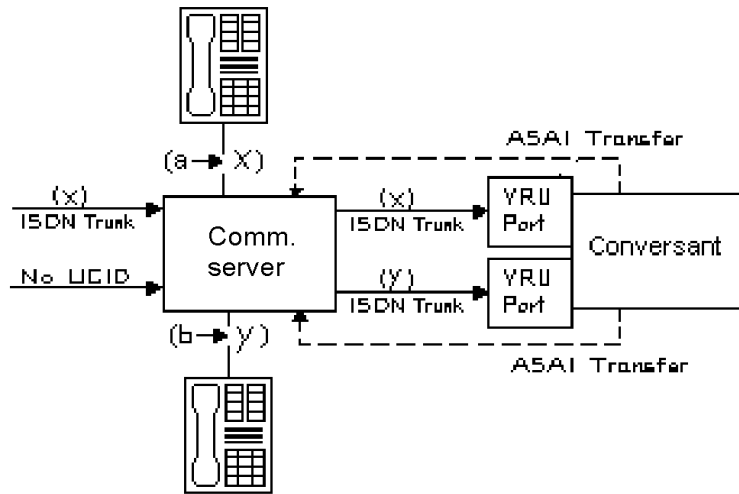 ASAI Transfer
(a X)
(x)
ISDN Trunk
Comm.
server
(x)
ISDN Trunk
VRU
Port
Conversant
No UCID
(y)
ISDN Trunk
VRU
Port
(b y)
ASAI Transfer